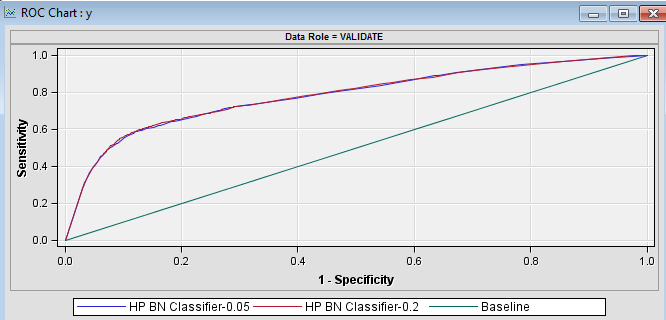 ROC Chart : y
Data Role = VALIDATE
Sensitivity
1.0
0.8
0.6
0.4
0.2
0.0
0.0 0.2 0.4 0.6 0.8 1.0
1 - Specificity
HP BN Classifier-0.05 HP BN Classifier-0.2 Baseline